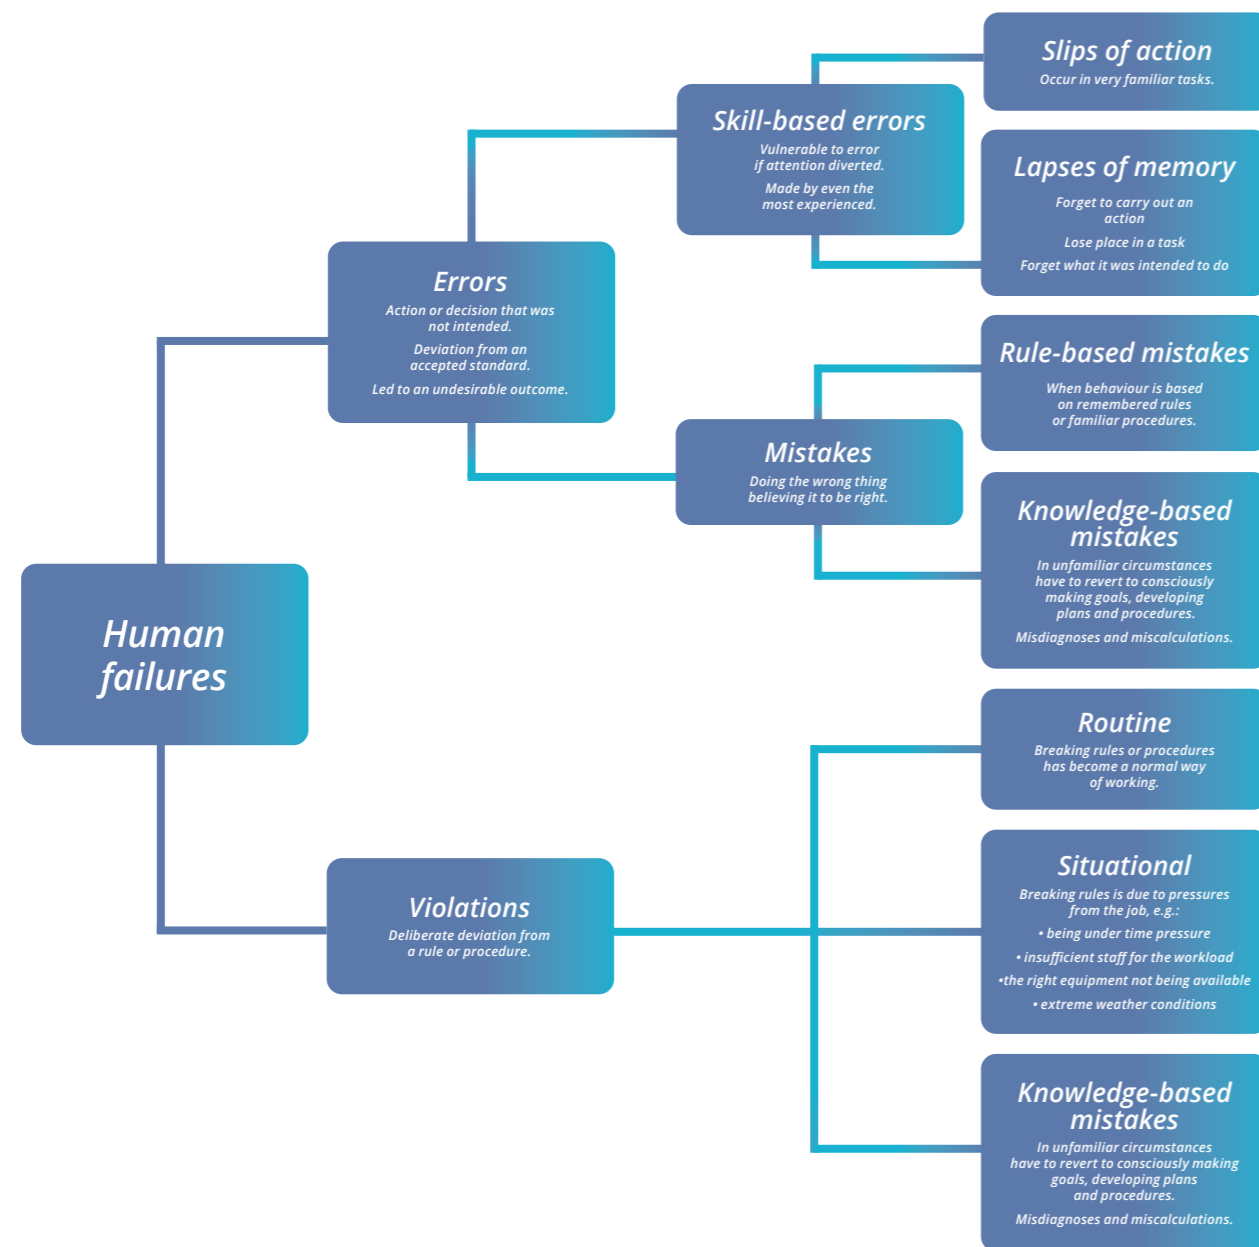 Human
failures
Errors
Action or decision that was
not intended.
Deviation from an
accepted standard.
Led to an undesirable outcome.
Skill-based errors
Vulnerable to error
if attention diverted.
Made by even the
most experienced.
Slips of action
Occur in very familiar tasks.
Lapses of memory
Forget to carry out an
action
Lose place in a task
Forget what it was intended to do
Mistakes
Doing the wrong thing
believing it to be right.
Rule-based mistakes
When behaviour is based
on remembered rules
or familiar procedures.
Knowledge-based
mistakes
In unfamiliar circumstances
have to revert to consciously
making goals, developing
plans and procedures.
Misdiagnoses and miscalculations.
Violations
Deliberate deviation from
a rule or procedure.
Routine
Breaking rules or procedures
has become a normal way
of working.
Situational
Breaking rules is due to pressures
from the job, e.g.:
• being under time pressure
• insufficient staff for the workload
•the right equipment not being available
• extreme weather conditions
Knowledge-based
mistakes
In unfamiliar circumstances
have to revert to consciously making
goals, developing plans
and procedures.
Misdiagnoses and miscalculations.